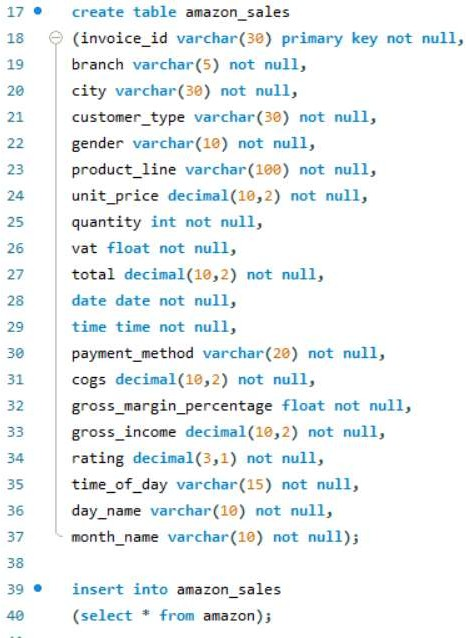 17 create table amazon_sales
18 (invoice_id varchar(30) primary key not null,
19 branch varchar(5) not null,
20 city varchar(30) not null,
21 customer_type varchar(30) not null,
22 gender varchar(10) not null,
23 product_line varchar(100) not null,
24 unit_price decimal(10,2) not null,
25 quantity int not null,
26 vat float not null,
27 total decimal(10,2) not null,
28 date date not null,
29 time time not null,
30 payment_method varchar(20) not null,
31 cogs decimal(10,2) not null,
32 gross_margin_percentage float not null,
33 gross_income decimal(10,2) not null,
34 rating decimal(3,1) not null,
35 time_of_day varchar(15) not null,
36 day_name varchar(10) not null,
37 month_name varchar(10) not null);
38
39 insert into amazon_sales
40 (select * from amazon);